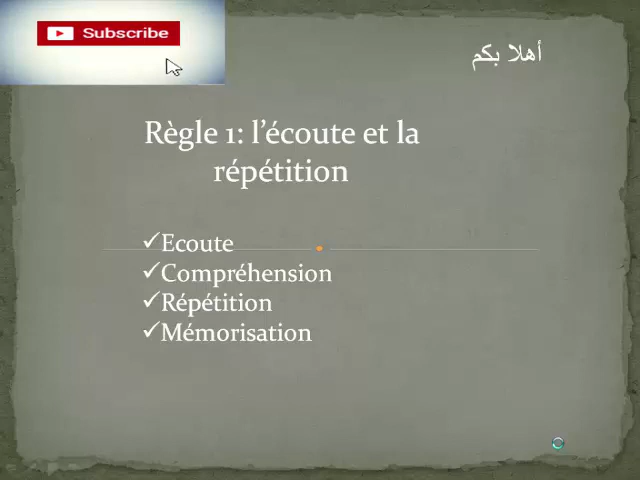 Subscribe
أهلا بكم
Règle 1: l’écoute et la
répétition
✓Ecoute
✓Compréhension
✓Répétition
✓Mémorisation